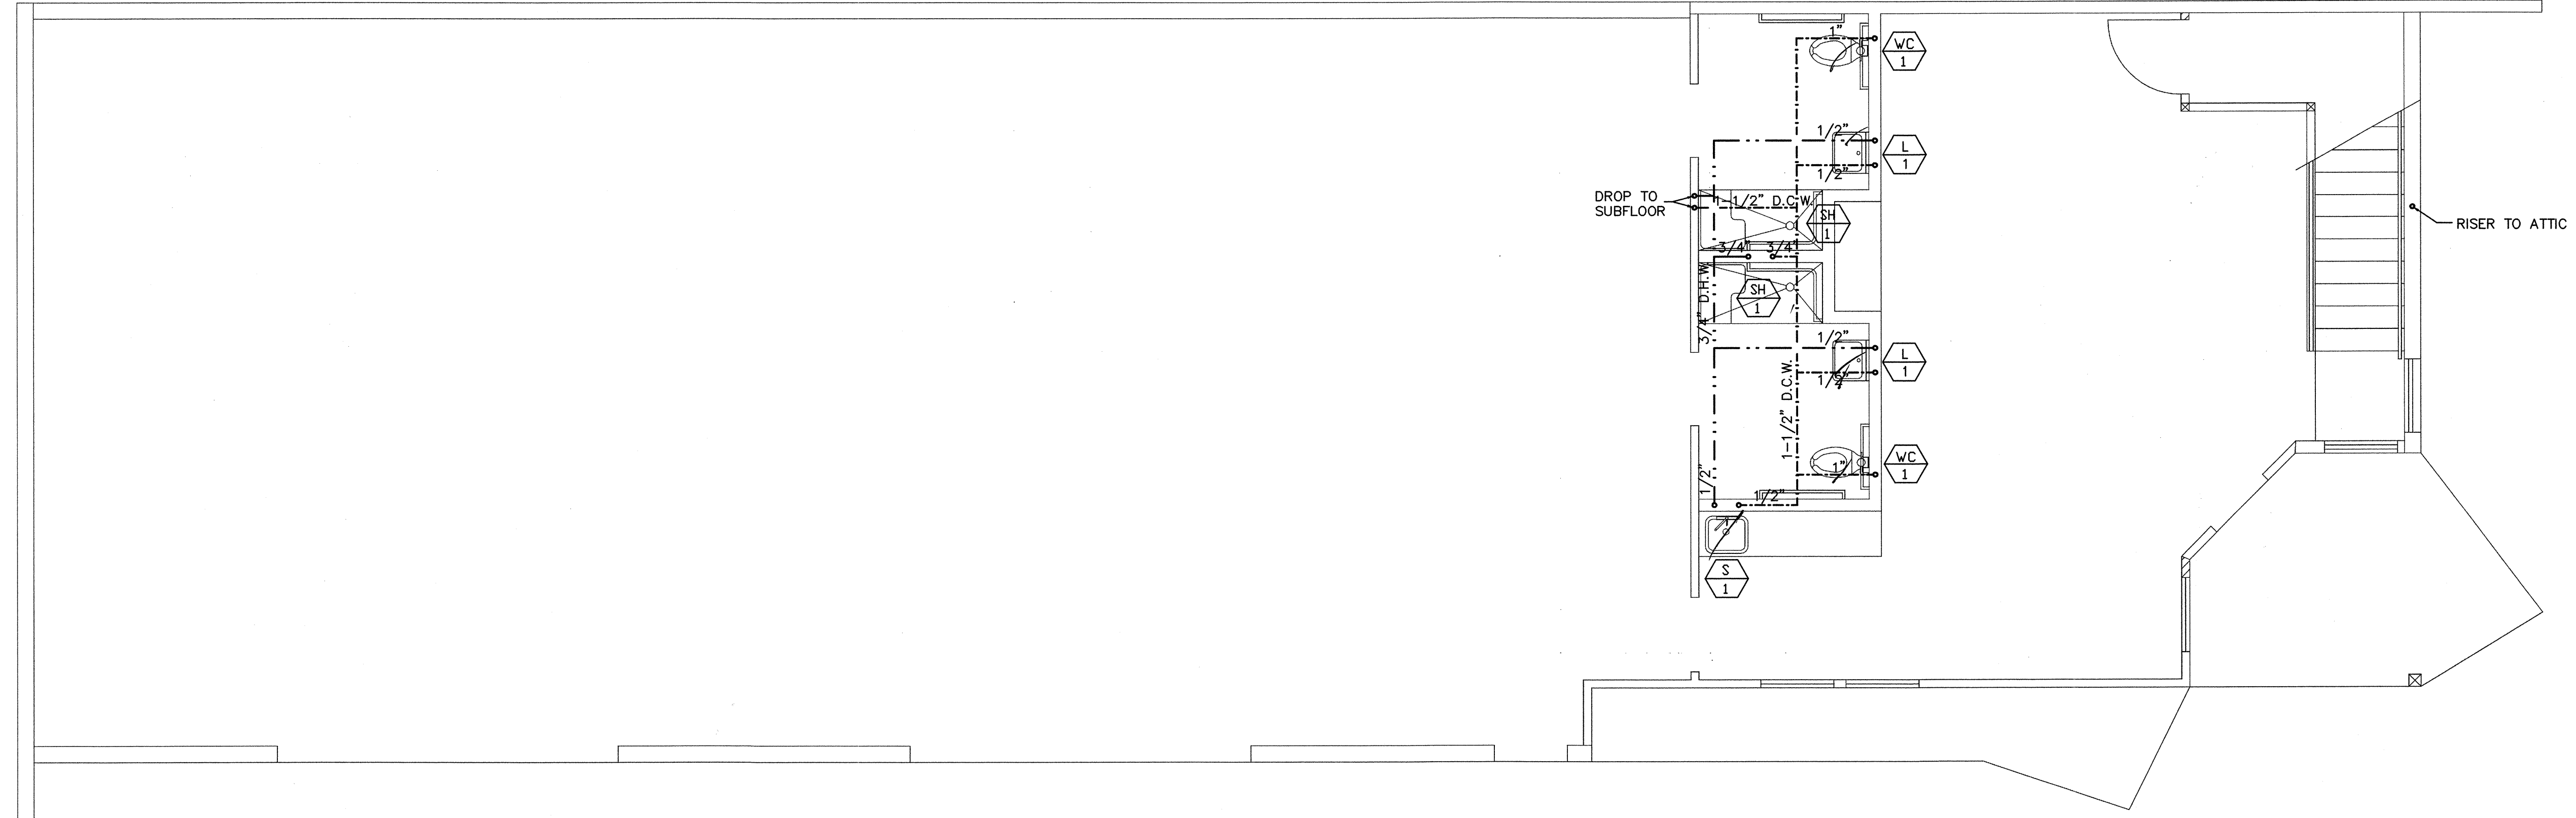 1"
WC
1
1/2"
L
1
1/2"
DROP TO
SUBFLOOR
1-1/2" D.C.W.
SH
1
RISER TO ATTIC
3/4"
3/4"
3/4" D.H.W.
SH
1
1/2"
L
1
1/2"
1-1/2" D.C.W.
1"
WC
1
1/2"
1/2"
S
1